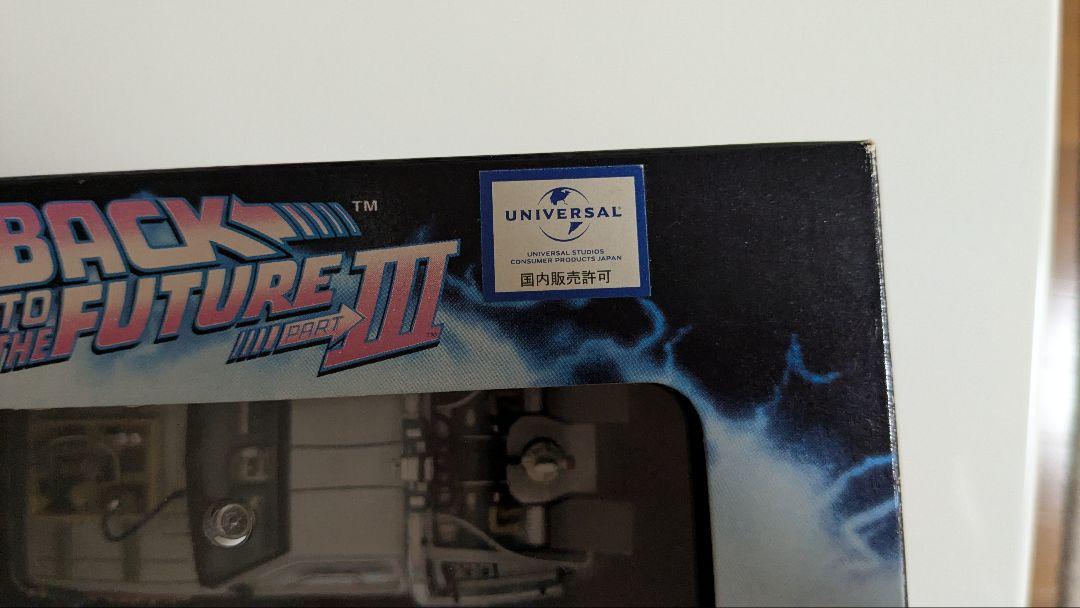 BACK TM
TO THE FUTURE
PART III
UNIVERSAL
UNIVERSAL STUDIOS
CONSUMER PRODUCTS JAPAN
国内販売許可